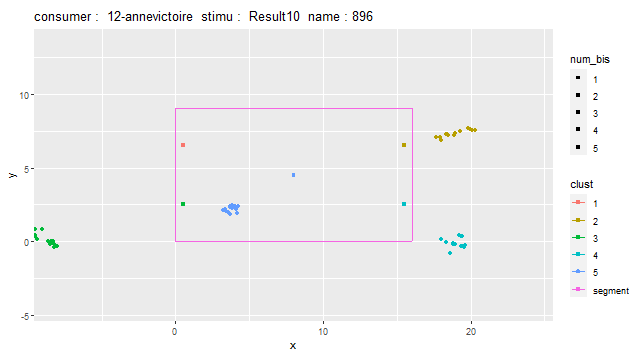 consumer : 12-annevictoire stimu : Result10 name : 896
10
5
0
-5
y
0
10
20
x
num_bis
1
2
3
4
5
clust
1
2
3
4
5
segment